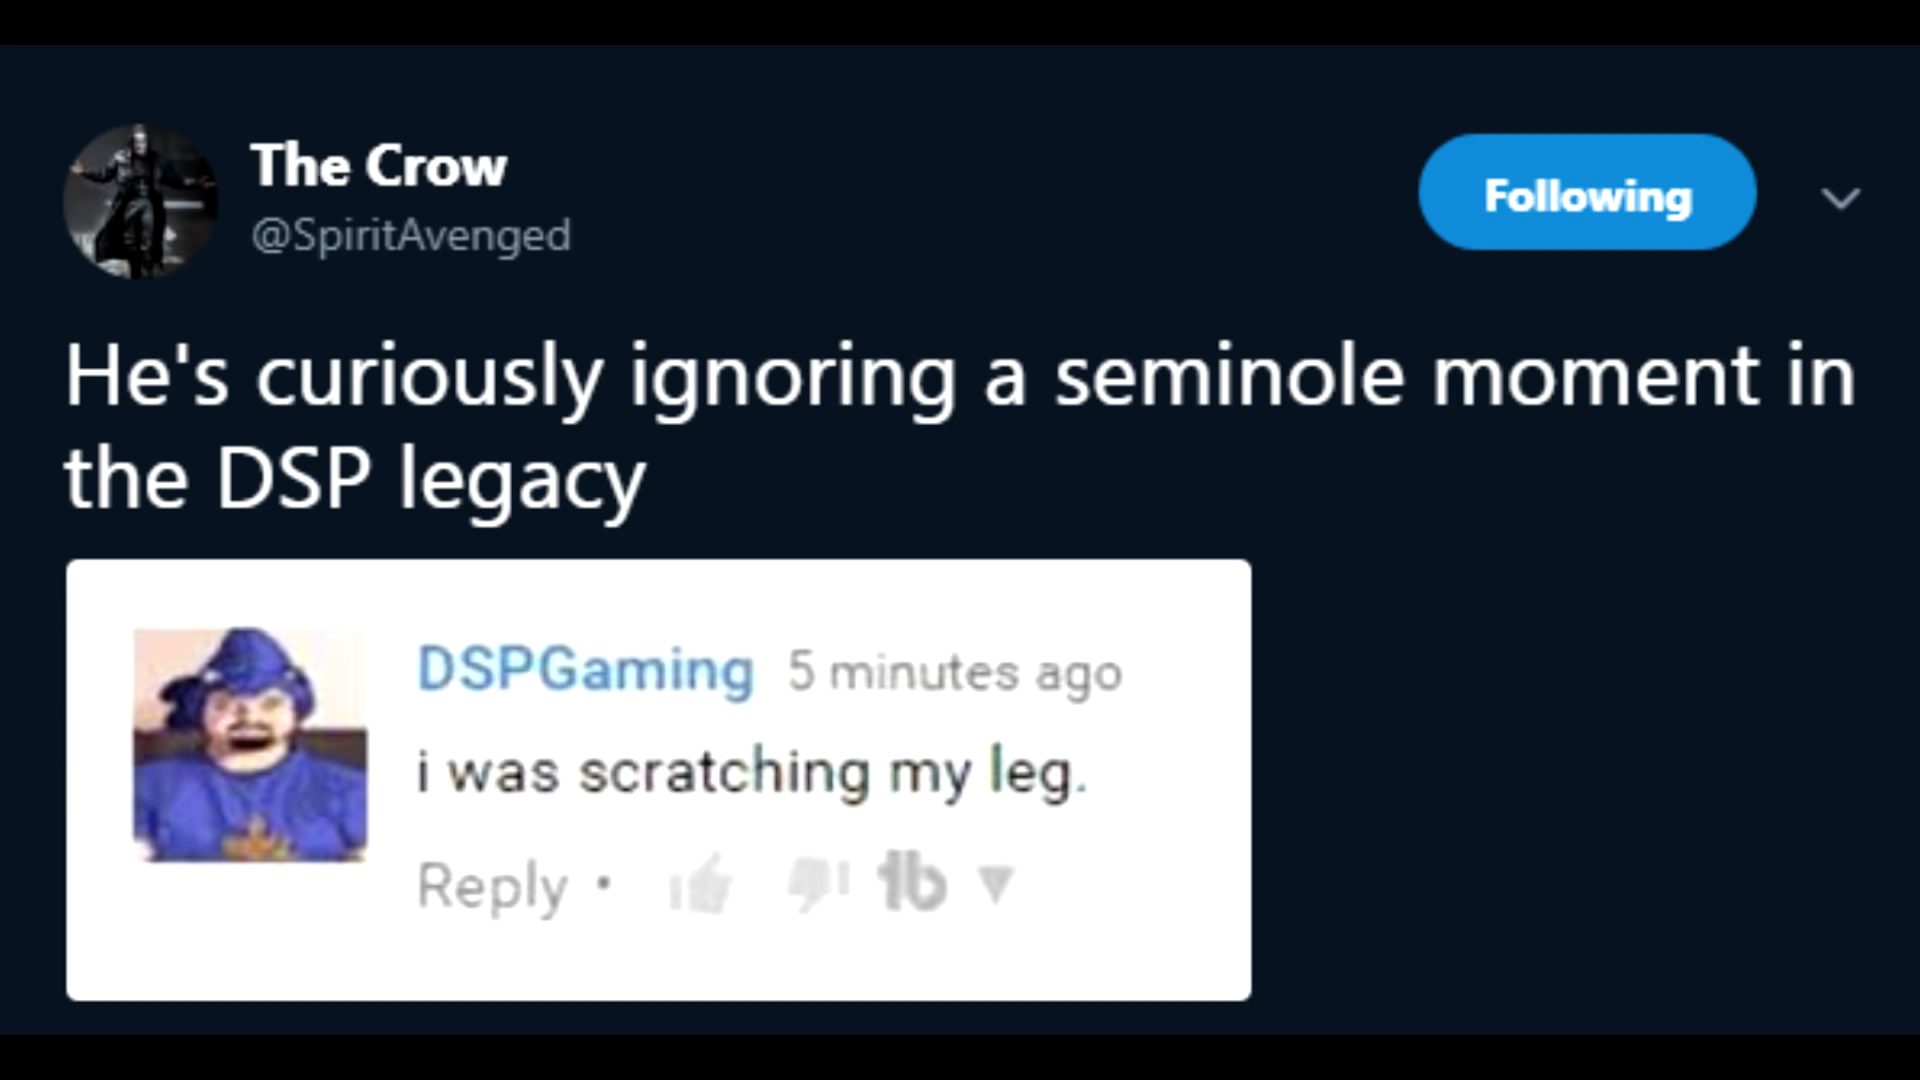 The Crow
@SpiritAvenged
Following
He's curiously ignoring a seminole moment in
the DSP legacy
DSPGaming 5 minutes ago
i was scratching my leg.
Reply •
tb